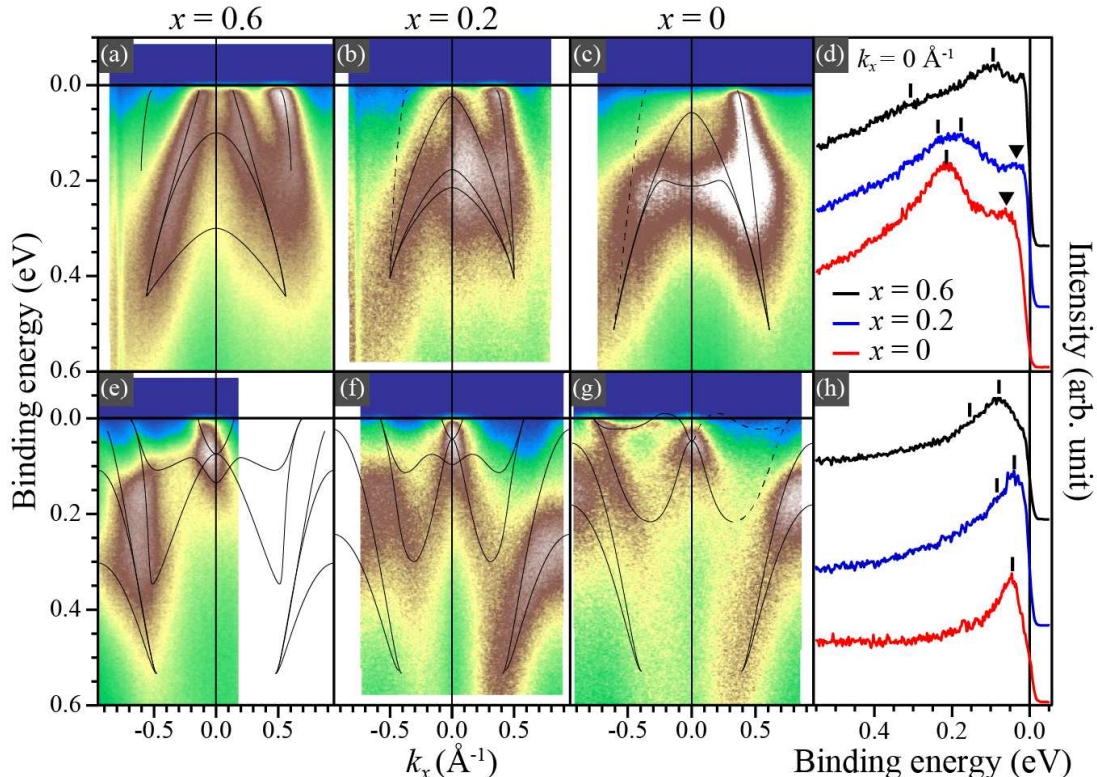 x = 0.6
x = 0.2
x = 0
(a)
(b)
(c)
(d)
kx = 0 Å-1
0.0
0.2
0.4
0.6
x = 0.6
x = 0.2
x = 0
(e)
(f)
(g)
(h)
0.0
0.2
0.4
0.6
Binding energy (eV)
Intensity (arb. unit)
-0.5 0.0 0.5
-0.5 0.0 0.5
-0.5 0.0 0.5
0.4 0.2 0.0
kx (Å-1)
Binding energy (eV)